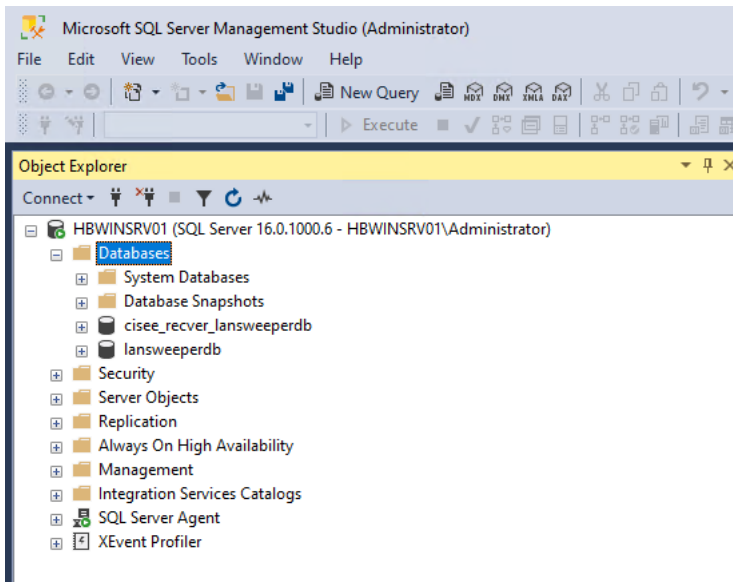 Microsoft SQL Server Management Studio (Administrator)
File Edit View Tools Window Help
New Query MDX DMX XMLA DAX
Execute
Object Explorer
Connect
HBWINSRV01 (SQL Server 16.0.1000.6 - HBWINSRV01\Administrator)
Databases
System Databases
Database Snapshots
cisee_recver_lansweeperdb
lansweeperdb
Security
Server Objects
Replication
Always On High Availability
Management
Integration Services Catalogs
SQL Server Agent
XEvent Profiler